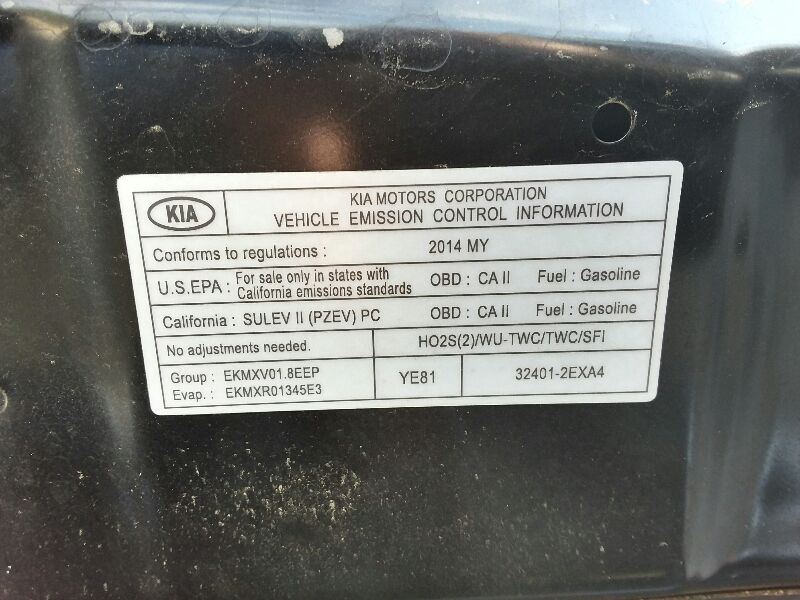 KIA
KIA MOTORS CORPORATION
VEHICLE EMISSION CONTROL INFORMATION
Conforms to regulations : 2014 MY
U.S.EPA : For sale only in states with California emissions standards OBD : CA II Fuel : Gasoline
California : SULEV II (PZEV) PC OBD : CA II Fuel : Gasoline
No adjustments needed. HO2S(2)/WU-TWC/TWC/SFI
Group : EKMXV01.8EEP
Evap. : EKMXR01345E3
YE81
32401-2EXA4